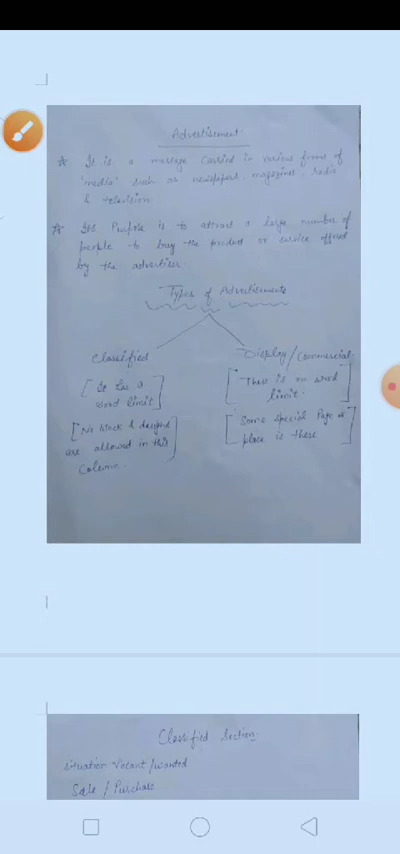 Advertisement
☆ It is a message carried in various forms of
'media' such as newspaper, magazines, radio
& television
☆ Its Purpose is to attract a large number of
people to buy the product or service offered
by the advertiser.
Types of Advertisements
Classified
[It has a
word limit]
[No block & designs
are allowed in this
Column.
Display/Commercial
[There is no word
limit.]
[Some special Page or
place is there]
Classified Section
Situation Vacant/wanted
Sale / Purchase